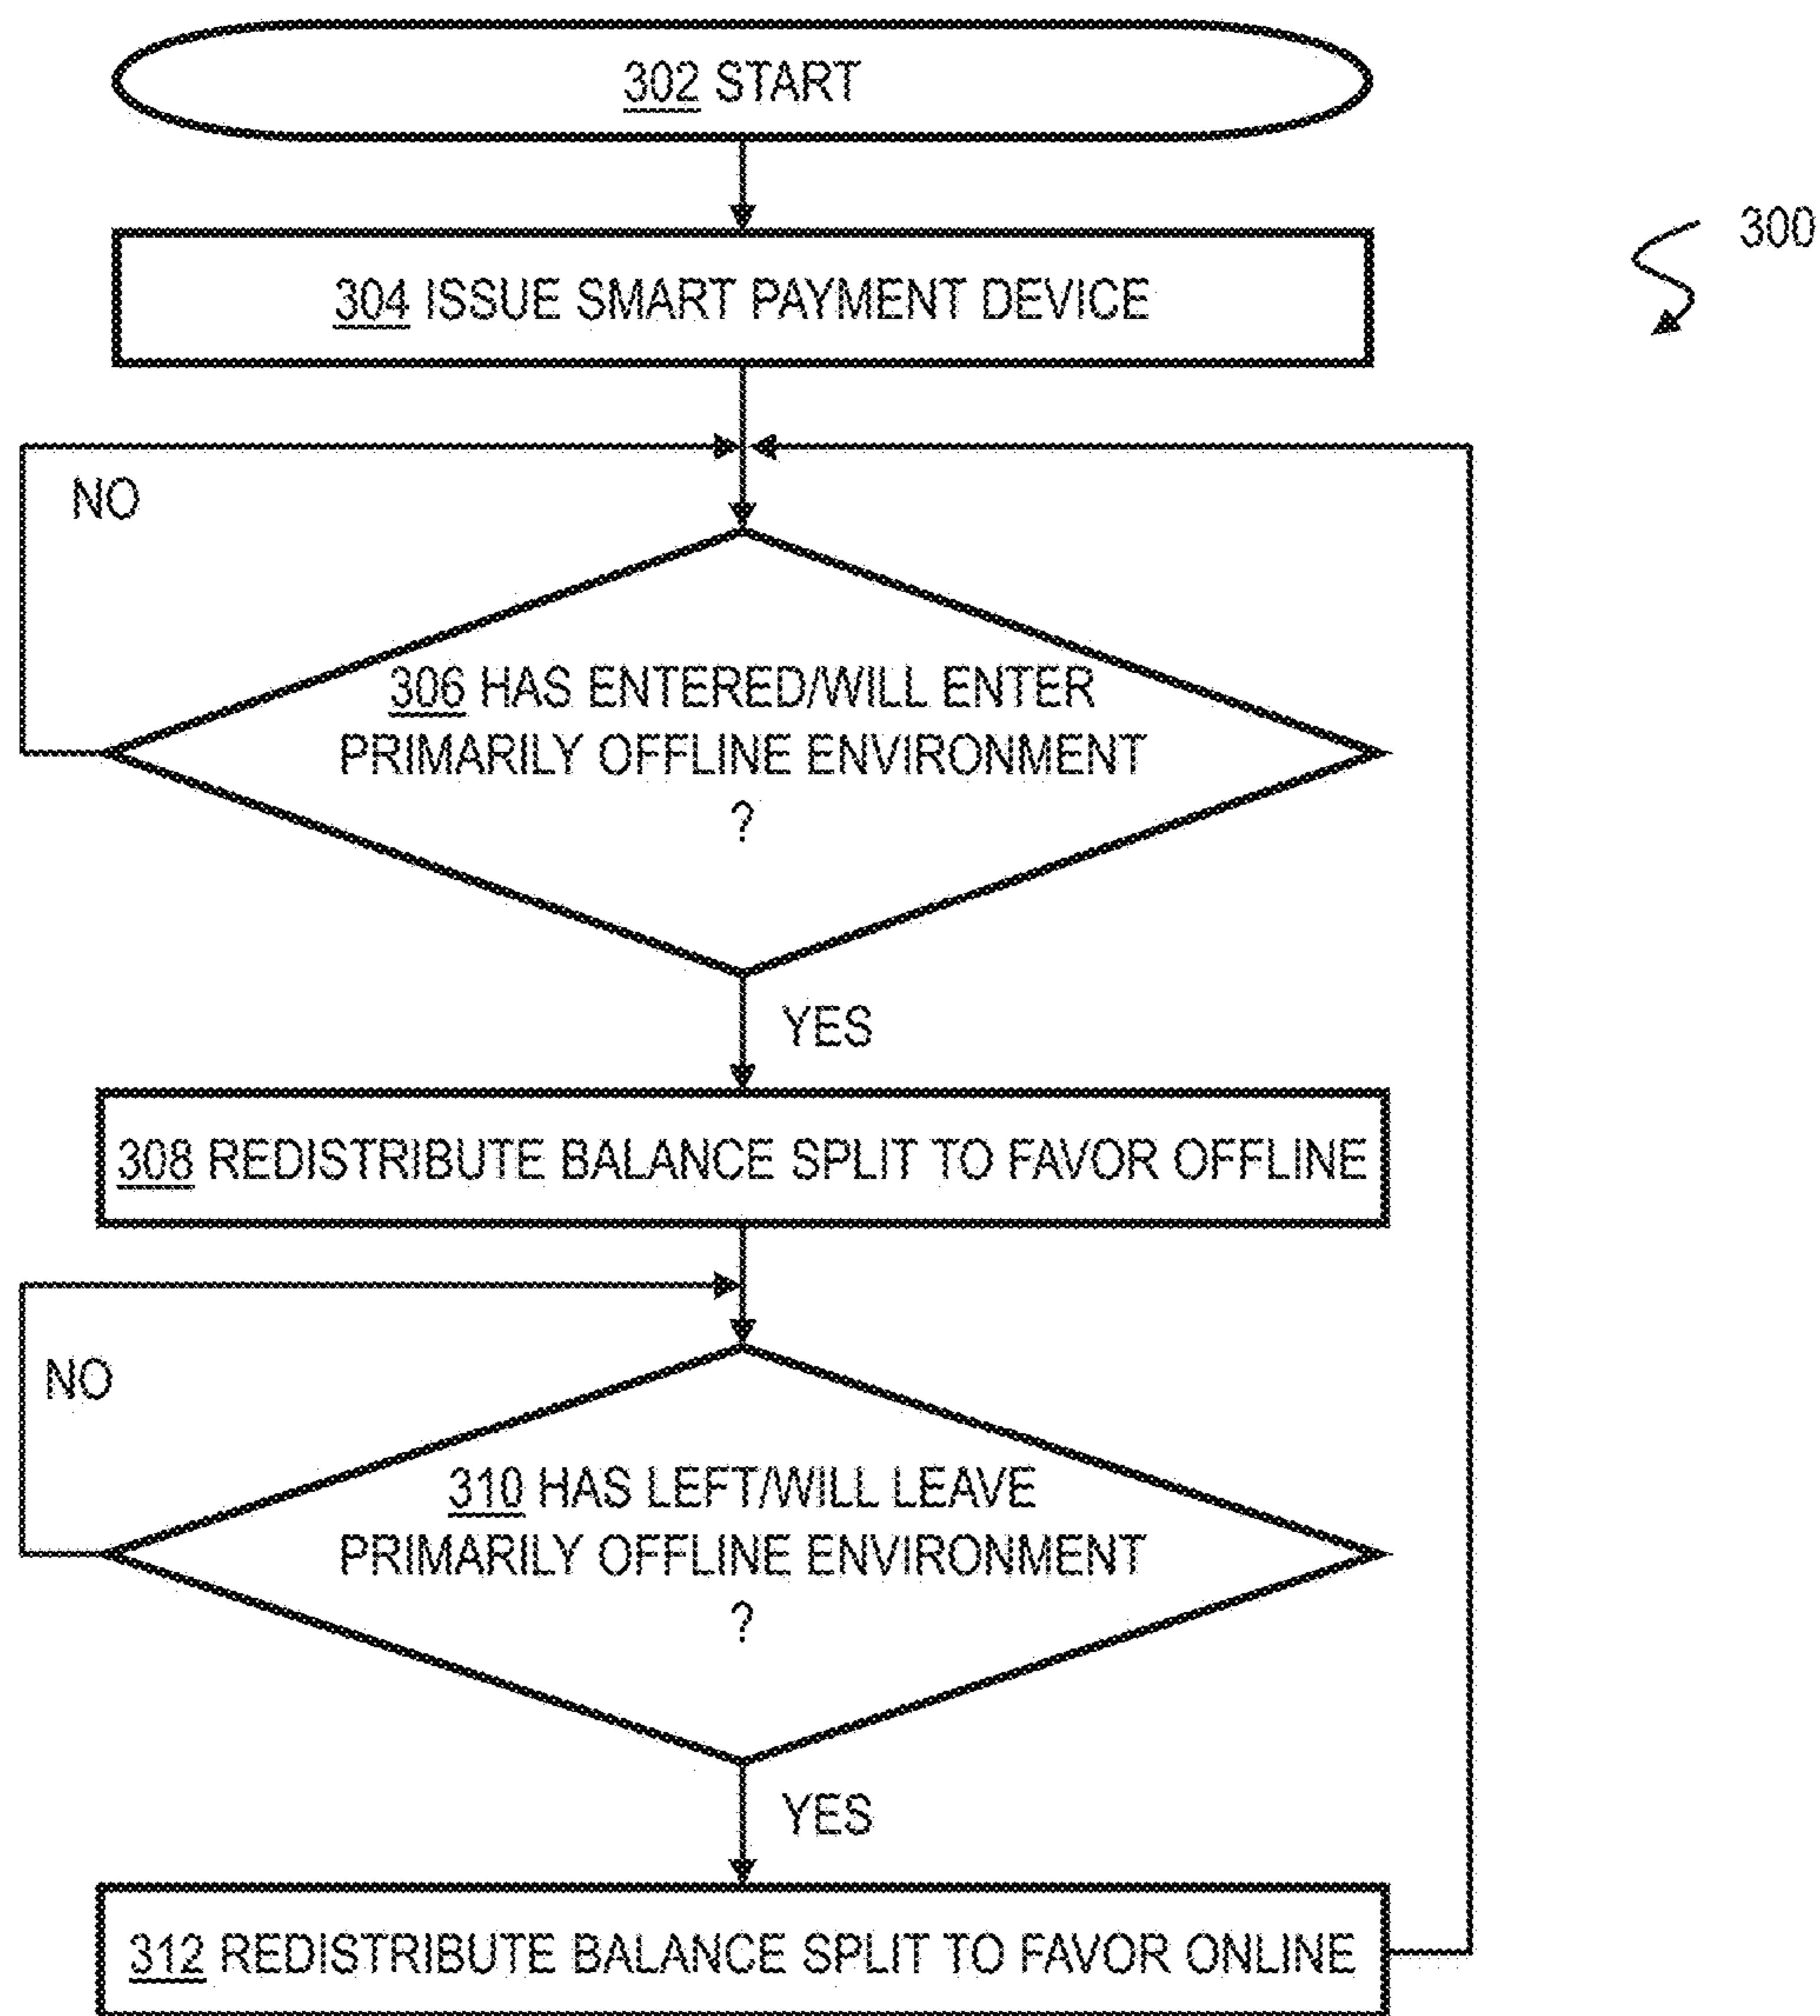 302 START
300
304 ISSUE SMART PAYMENT DEVICE
NO
306 HAS ENTERED/WILL ENTER
PRIMARILY OFFLINE ENVIRONMENT
?
YES
308 REDISTRIBUTE BALANCE SPLIT TO FAVOR OFFLINE
NO
310 HAS LEFT/WILL LEAVE
PRIMARILY OFFLINE ENVIRONMENT
?
YES
312 REDISTRIBUTE BALANCE SPLIT TO FAVOR ONLINE